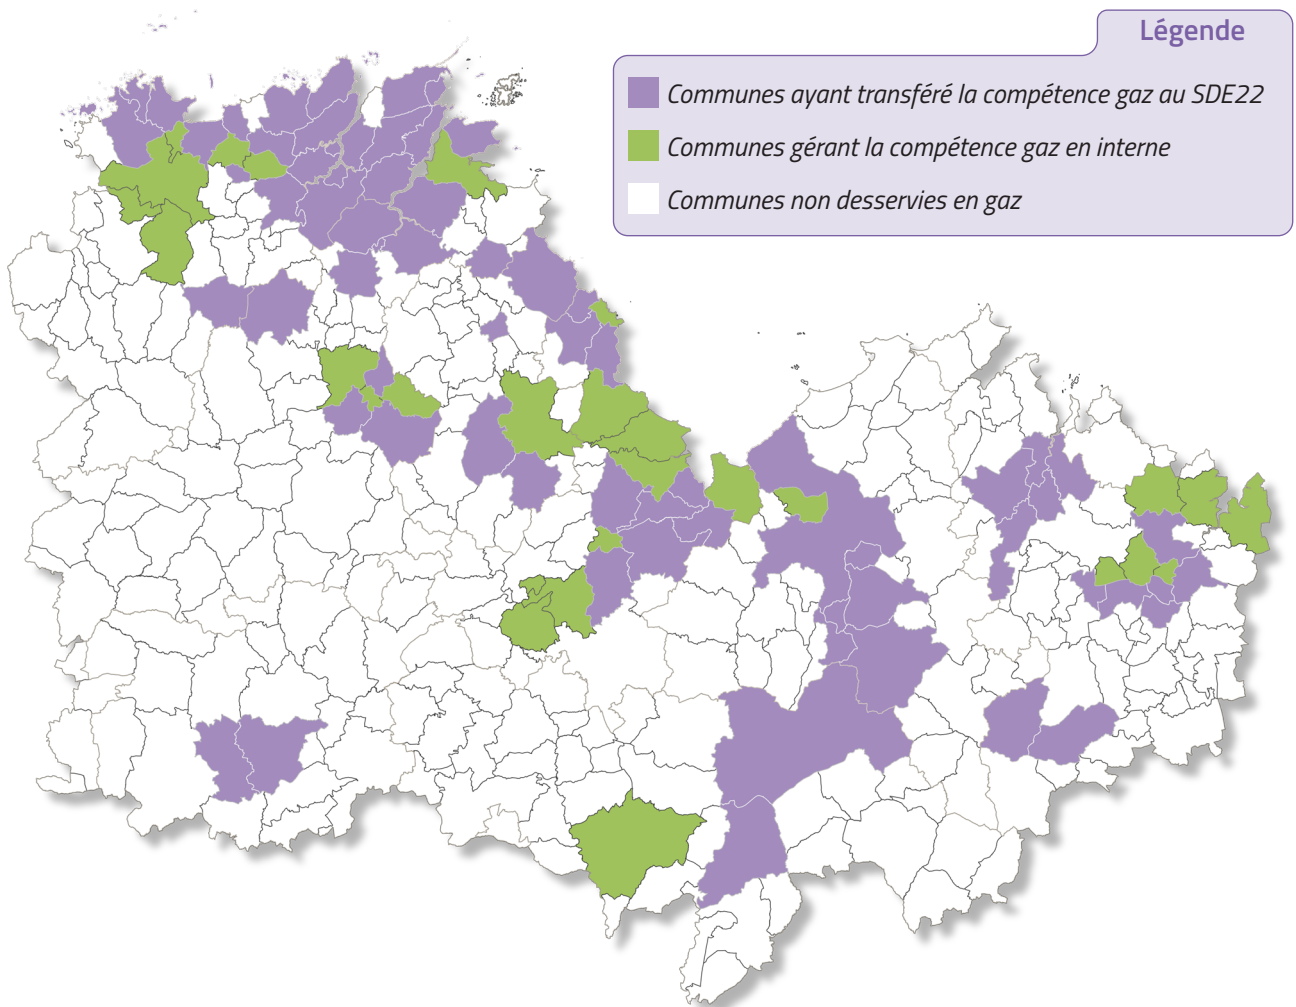 Légende
Communes ayant transféré la compétence gaz au SDE22
Communes gérant la compétence gaz en interne
Communes non desservies en gaz